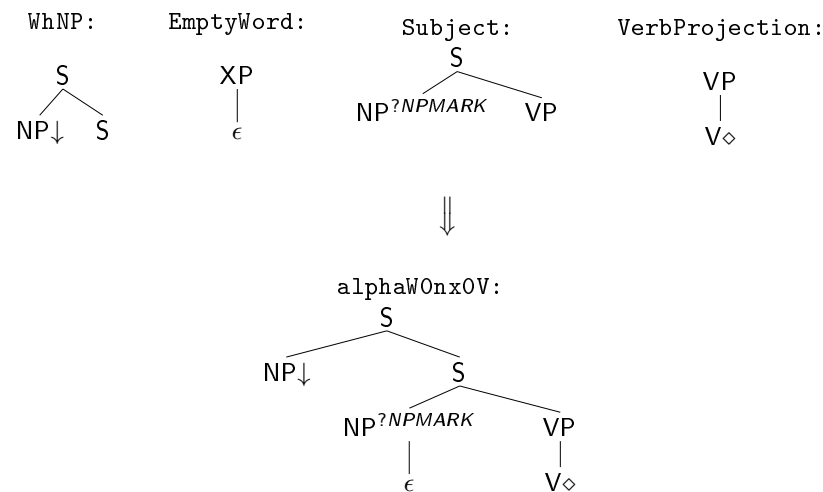 WhNP: EmptyWord: Subject: VerbProjection:
S XP S VP
NP↓ S ϵ NP?NPMARK VP V◇
⇓
alphaW0nx0V:
S
NP↓ S
NP?NPMARK VP
ϵ V◇